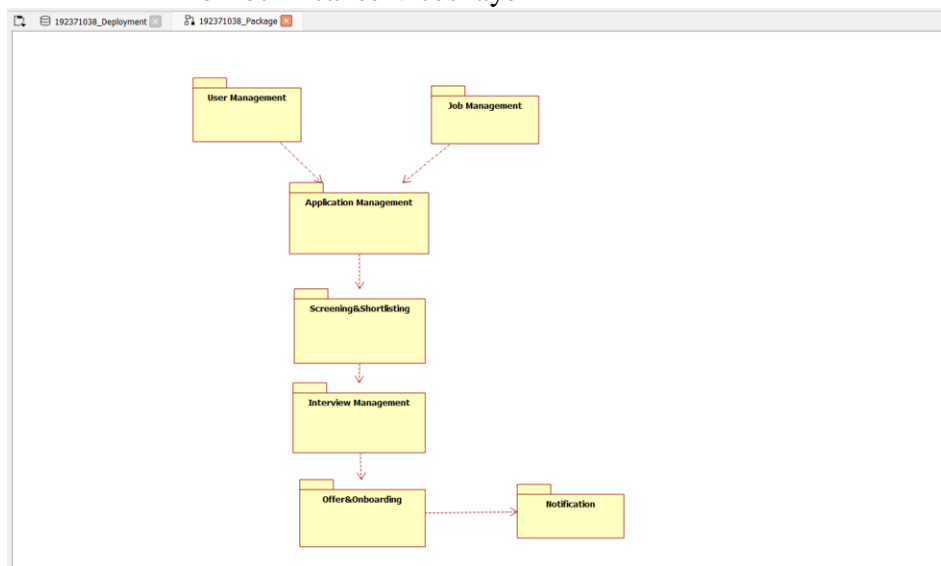 192371038_Deployment
192371038_Package
User Management
Job Management
Application Management
Screening&Shortlisting
Interview Management
Offer&Onboarding
Notification